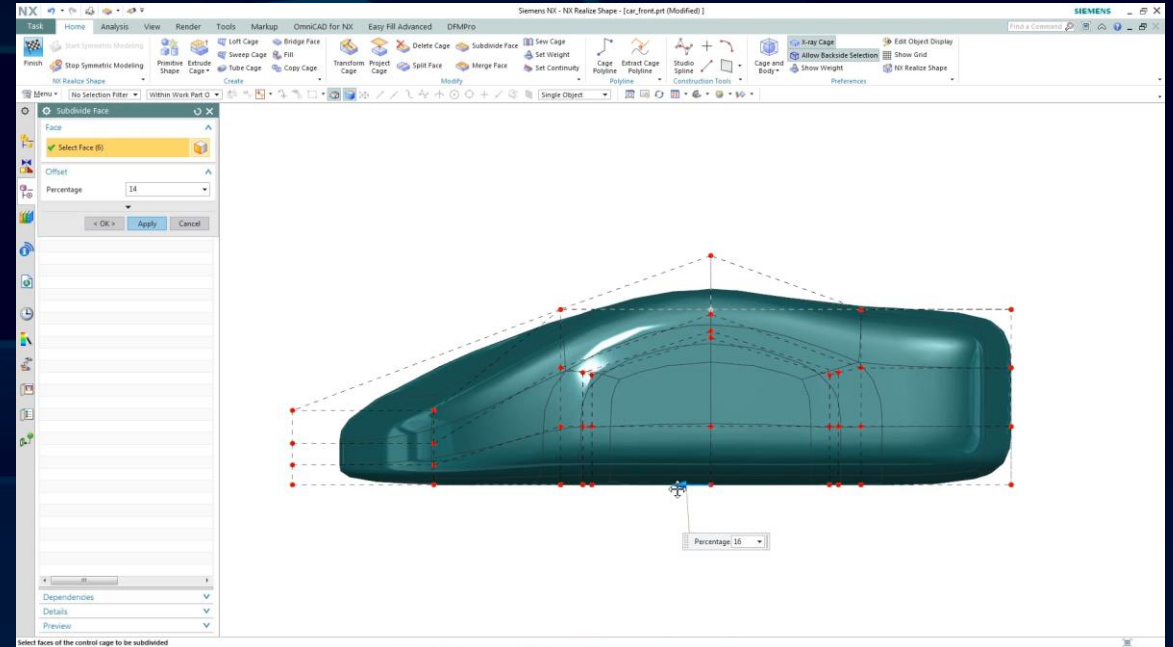 NX
Siemens NX - NX Realize Shape - [car_front.prt (Modified) ]
SIEMENS
Task Home Analysis View Render Tools Markup OmniCAD for NX Easy Fill Advanced DFMPro
Find a Command
Finish
Start Symmetric Modeling
Stop Symmetric Modeling
NX Realize Shape
Primitive Shape
Extrude Cage
Loft Cage
Sweep Cage
Tube Cage
Bridge Face
Fill
Copy Cage
Create
Transform Cage
Project Cage
Delete Cage
Split Face
Subdivide Face
Merge Face
Sew Cage
Set Weight
Set Continuity
Modify
Cage Polyline
Extract Cage Polyline
Polyline
Studio Spline
Construction Tools
Cage and Body
X-ray Cage
Allow Backside Selection
Show Weight
Edit Object Display
Show Grid
NX Realize Shape
Preferences
Menu No Selection Filter Within Work Part O Single Object
Subdivide Face
Face
Select Face (6)
Offset
Percentage 14
< OK > Apply Cancel
Percentage 16
Dependencies
Details
Preview
Select faces of the control cage to be subdivided